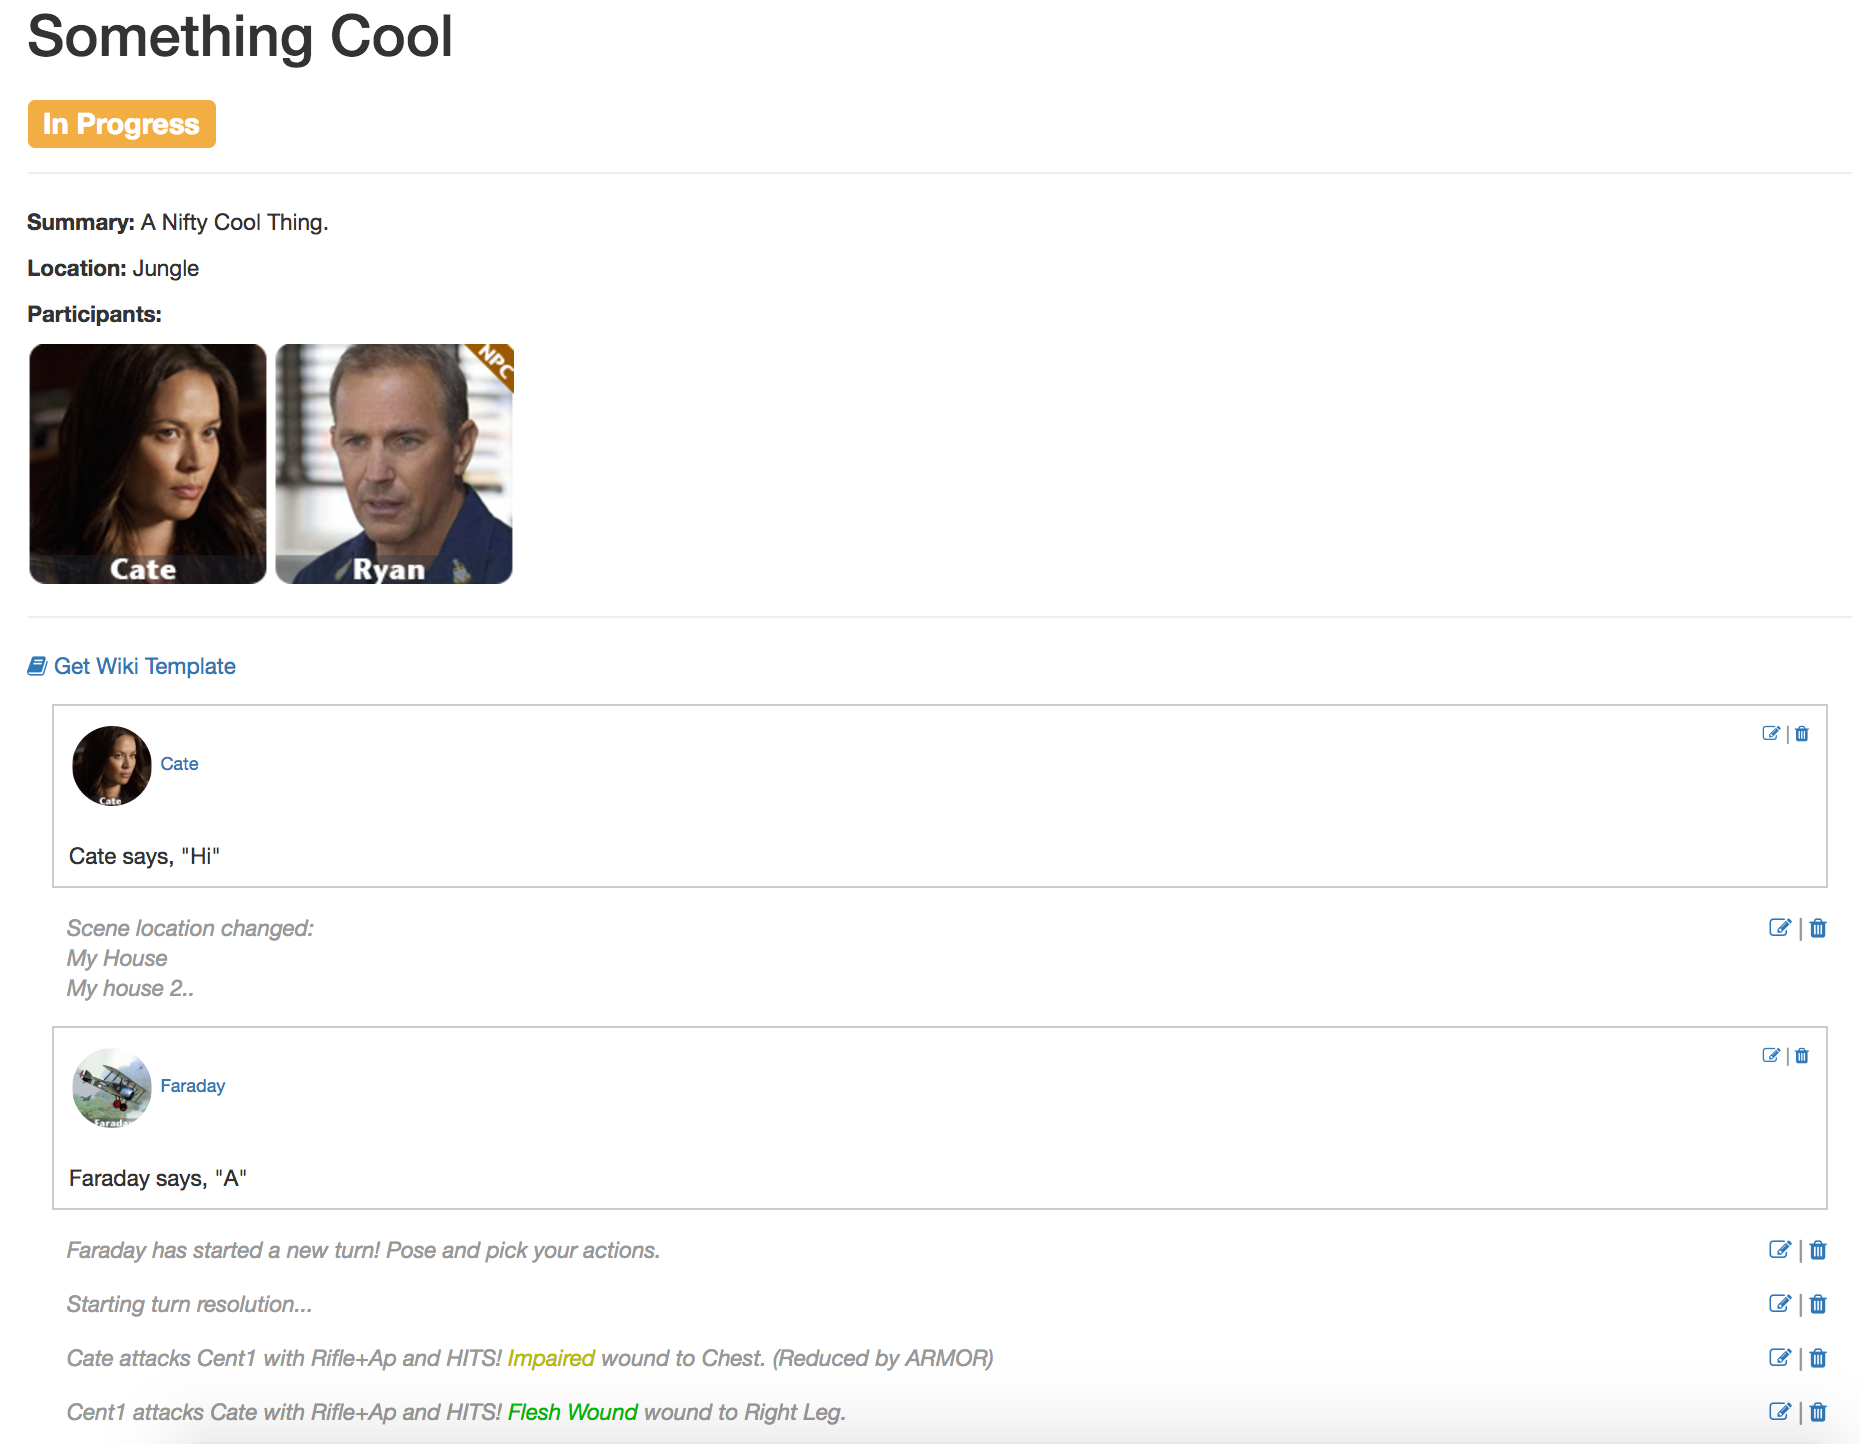 Something Cool
In Progress
Summary: A Nifty Cool Thing.
Location: Jungle
Participants:
NPC
Cate
Ryan
Get Wiki Template
Cate
Cate
Cate says, "Hi"
Scene location changed:
My House
My house 2..
Faraday
Faraday
Faraday says, "A"
Faraday has started a new turn! Pose and pick your actions.
Starting turn resolution...
Cate attacks Cent1 with Rifle+Ap and HITS! Impaired wound to Chest. (Reduced by ARMOR)
Cent1 attacks Cate with Rifle+Ap and HITS! Flesh Wound wound to Right Leg.